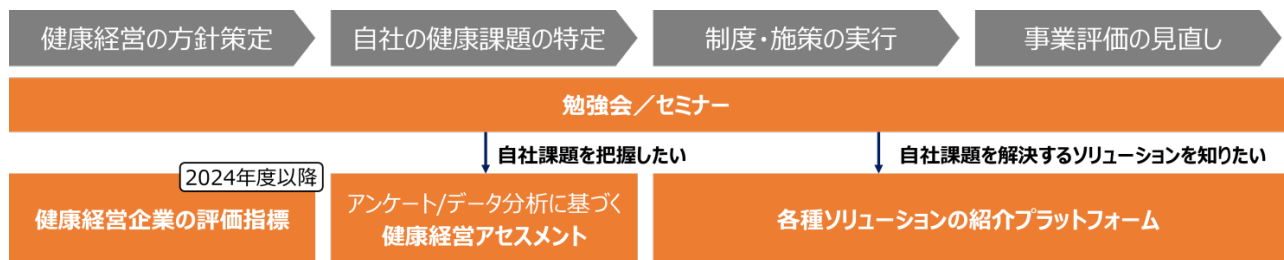 健康経営の方針策定
自社の健康課題の特定
制度・施策の実行
事業評価の見直し
勉強会／セミナー
自社課題を把握したい
自社課題を解決するソリューションを知りたい
2024年度以降
健康経営企業の評価指標
アンケート/データ分析に基づく
健康経営アセスメント
各種ソリューションの紹介プラットフォーム